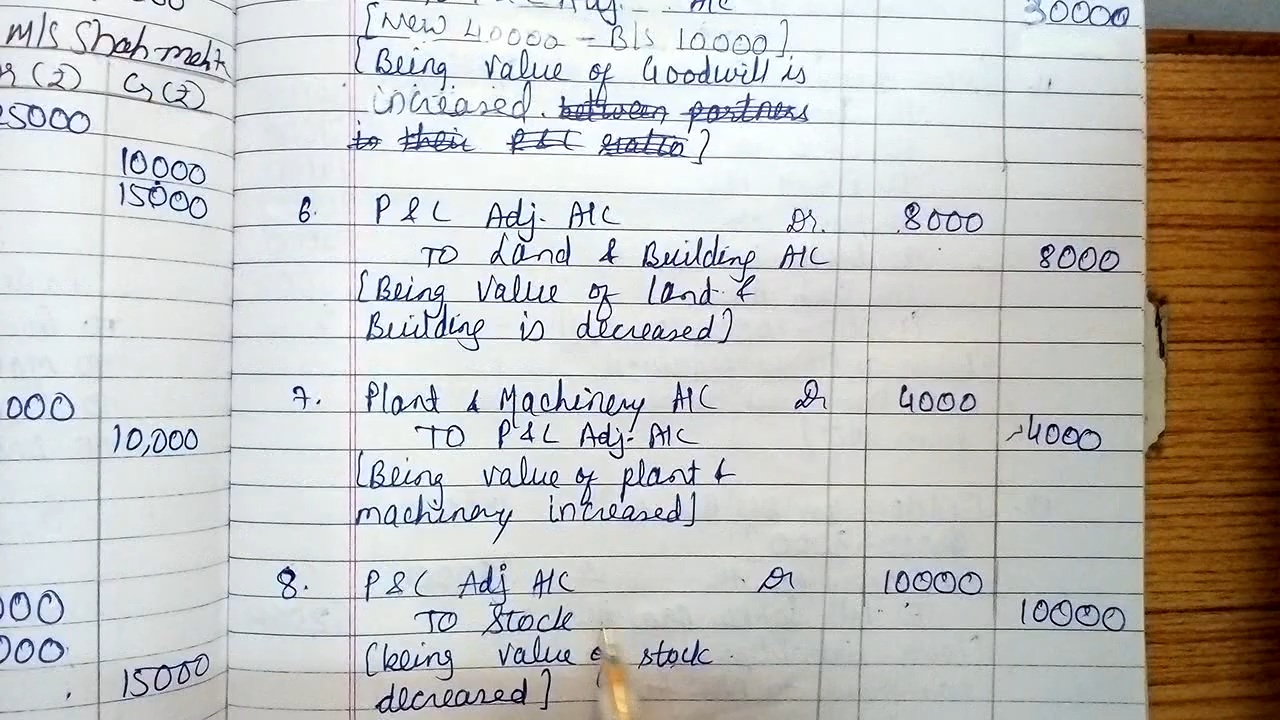 M/S Shah meht
Cr (₹)
25000
10000
15000
000
10,000
000
000
15000
A/C 30000
[New 40000 - B/S 10000]
[Being value of Goodwill is
increased. between partners
in their P&L ratio]
6. P & L Adj. A/C Dr. 8000
TO Land & Building A/C 8000
[Being value of land &
Building is decreased]
7. Plant & Machinery A/C Dr 4000
TO P&L Adj- A/C 4000
[Being value of plant &
machinery increased]
8. P & L Adj A/C Dr 10000
TO Stock 10000
[being value of stock
decreased]